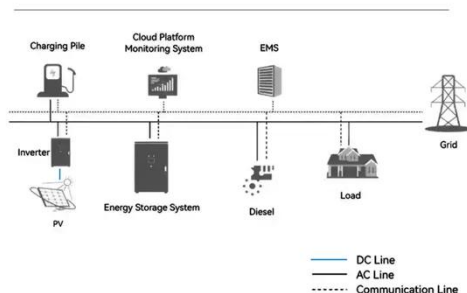 Charging Pile
Cloud Platform
Monitoring System
EMS
Grid
Inverter
PV
Energy Storage System
Diesel
Load
DC Line
AC Line
Communication Line